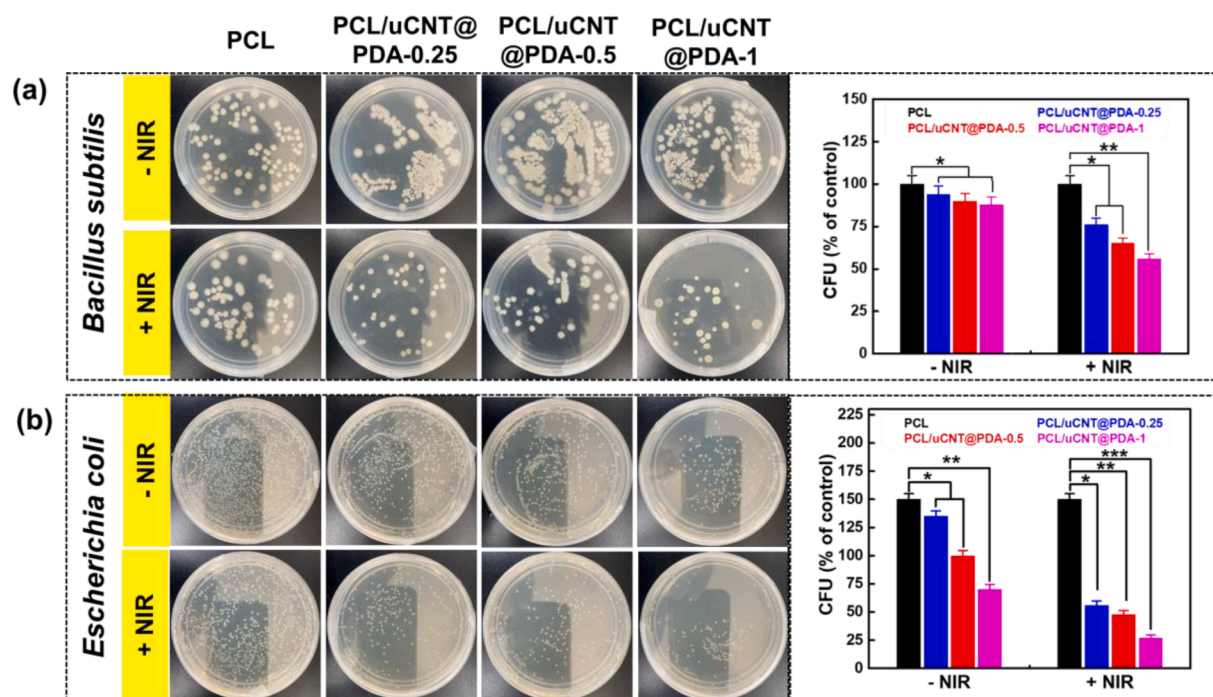 PCL
PCL/uCNT@
PDA-0.25
PCL/uCNT
@PDA-0.5
PCL/uCNT
@PDA-1
(a)
Bacillus subtilis
- NIR
+ NIR
CFU (% of control)
150
125
100
75
50
25
0
PCL
PCL/uCNT@PDA-0.25
PCL/uCNT@PDA-0.5
PCL/uCNT@PDA-1
*
*
**
- NIR
+ NIR
(b)
Escherichia coli
- NIR
+ NIR
CFU (% of control)
225
200
175
150
125
100
75
50
25
0
PCL
PCL/uCNT@PDA-0.25
PCL/uCNT@PDA-0.5
PCL/uCNT@PDA-1
*
**
*
**
***
- NIR
+ NIR